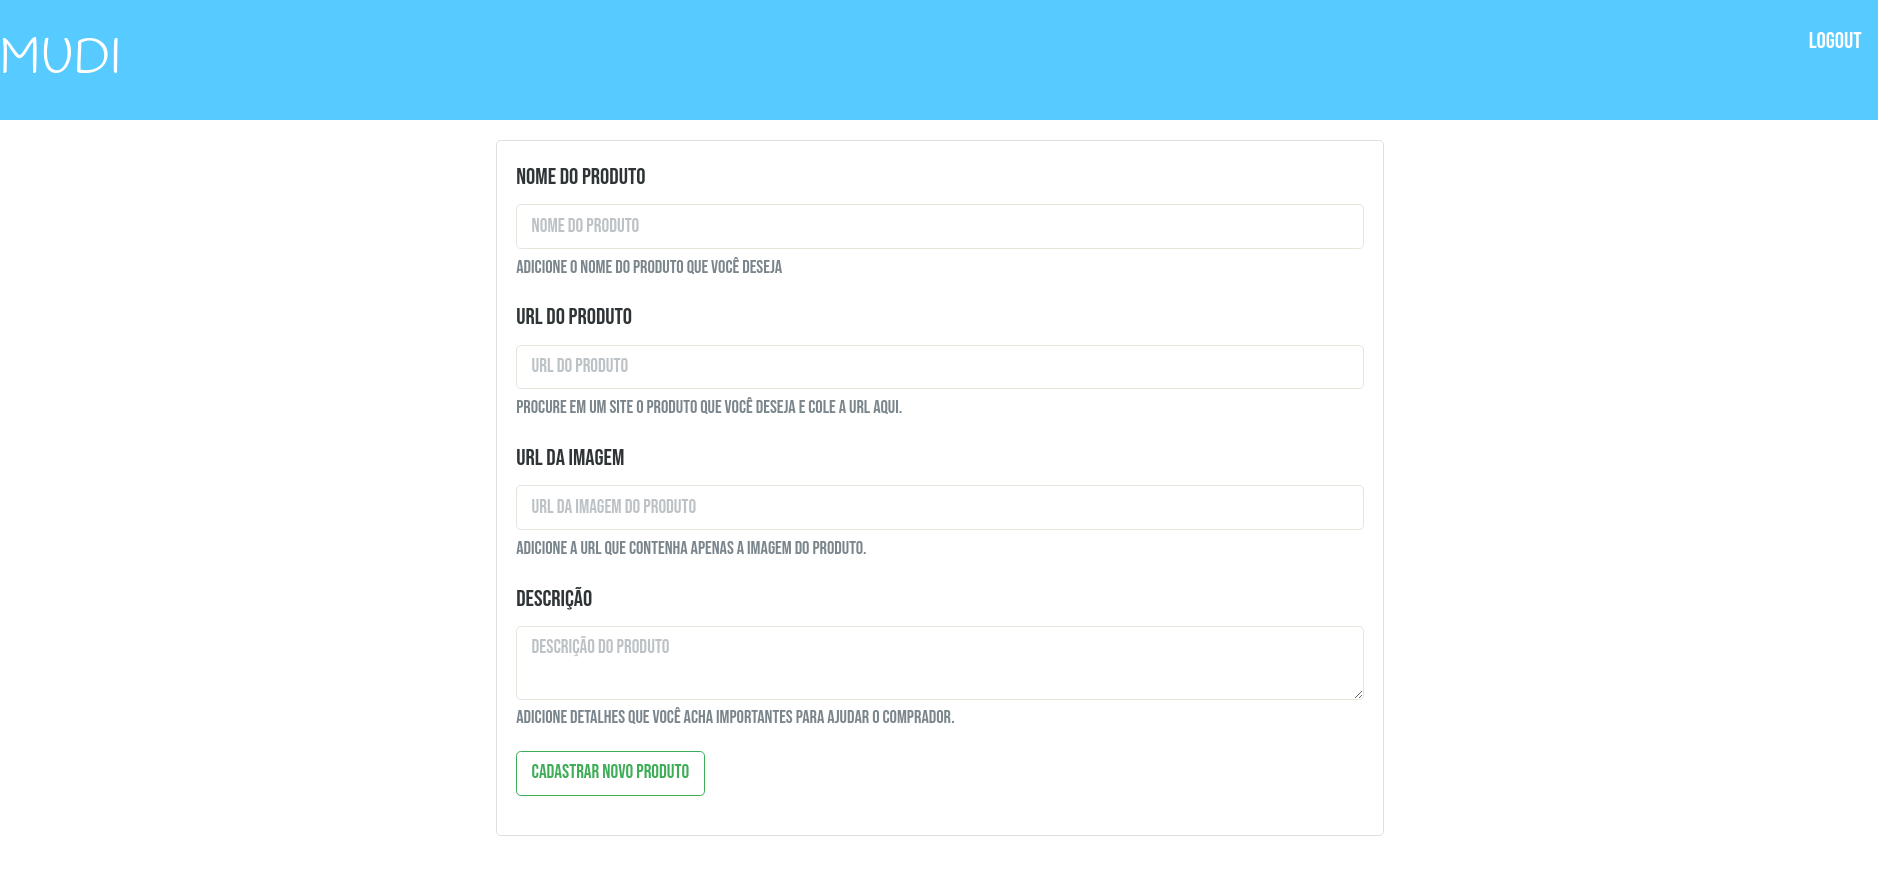 MUDI
LOGOUT
NOME DO PRODUTO
NOME DO PRODUTO
ADICIONE O NOME DO PRODUTO QUE VOCÊ DESEJA
URL DO PRODUTO
URL DO PRODUTO
PROCURE EM UM SITE O PRODUTO QUE VOCÊ DESEJA E COLE A URL AQUI.
URL DA IMAGEM
URL DA IMAGEM DO PRODUTO
ADICIONE A URL QUE CONTENHA APENAS A IMAGEM DO PRODUTO.
DESCRIÇÃO
DESCRIÇÃO DO PRODUTO
ADICIONE DETALHES QUE VOCÊ ACHA IMPORTANTES PARA AJUDAR O COMPRADOR.
CADASTRAR NOVO PRODUTO